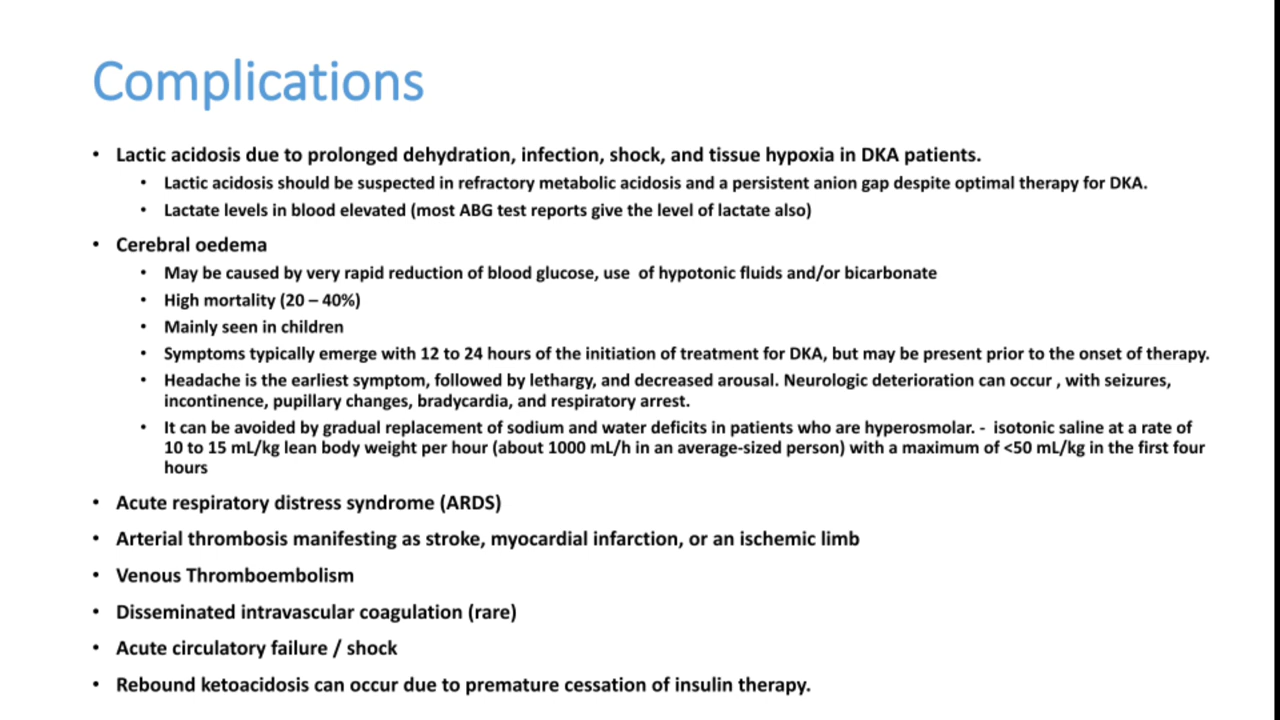 Complications
• Lactic acidosis due to prolonged dehydration, infection, shock, and tissue hypoxia in DKA patients.
• Lactic acidosis should be suspected in refractory metabolic acidosis and a persistent anion gap despite optimal therapy for DKA.
• Lactate levels in blood elevated (most ABG test reports give the level of lactate also)
• Cerebral oedema
• May be caused by very rapid reduction of blood glucose, use  of hypotonic fluids and/or bicarbonate
• High mortality (20 – 40%)
• Mainly seen in children
• Symptoms typically emerge with 12 to 24 hours of the initiation of treatment for DKA, but may be present prior to the onset of therapy.
• Headache is the earliest symptom, followed by lethargy, and decreased arousal. Neurologic deterioration can occur , with seizures,
incontinence, pupillary changes, bradycardia, and respiratory arrest.
• It can be avoided by gradual replacement of sodium and water deficits in patients who are hyperosmolar. -  isotonic saline at a rate of
10 to 15 mL/kg lean body weight per hour (about 1000 mL/h in an average-sized person) with a maximum of <50 mL/kg in the first four
hours
• Acute respiratory distress syndrome (ARDS)
• Arterial thrombosis manifesting as stroke, myocardial infarction, or an ischemic limb
• Venous Thromboembolism
• Disseminated intravascular coagulation (rare)
• Acute circulatory failure / shock
• Rebound ketoacidosis can occur due to premature cessation of insulin therapy.